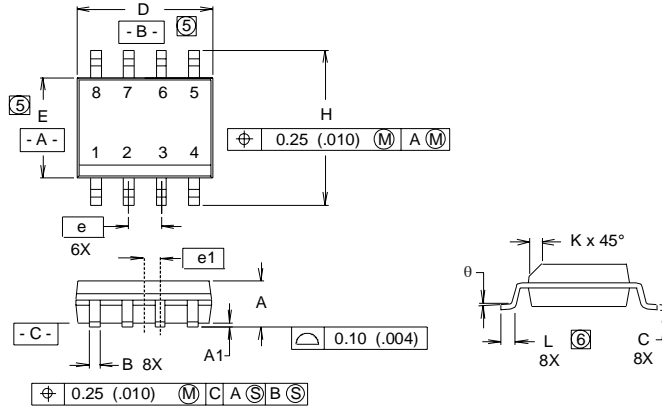 D
- B - 5
8 7 6 5
5
E
- A -
H
⌖ 0.25 (.010) Ⓜ A Ⓜ
1 2 3 4
e
6X
e1
K x 45°
θ
A
- C -
A1
⌓ 0.10 (.004)
L 6
8X
C
8X
B 8X
⌖ 0.25 (.010) Ⓜ C A Ⓢ B Ⓢ